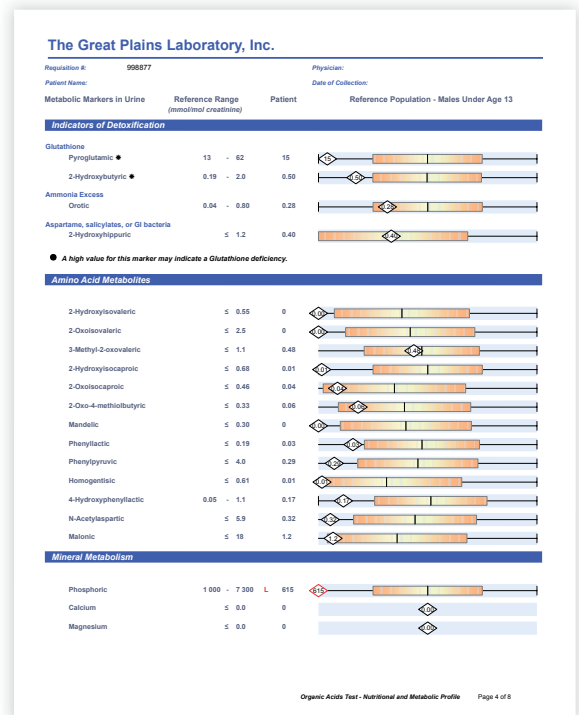 The Great Plains Laboratory, Inc.
Requisition #: 998877 Physician:
Patient Name: Date of Collection:
Metabolic Markers in Urine Reference Range Patient Reference Population - Males Under Age 13
(mmol/mol creatinine)
Indicators of Detoxification
Glutathione
Pyroglutamic ✸ 13 - 62 15 15
2-Hydroxybutyric ✸ 0.19 - 2.0 0.50 0.50
Ammonia Excess
Orotic 0.04 - 0.80 0.28 0.28
Aspartame, salicylates, or GI bacteria
2-Hydroxyhippuric ≤ 1.2 0.40 0.40
● A high value for this marker may indicate a Glutathione deficiency.
Amino Acid Metabolites
2-Hydroxyisovaleric ≤ 0.55 0 0.00
2-Oxoisovaleric ≤ 2.5 0 0.00
3-Methyl-2-oxovaleric ≤ 1.1 0.48 0.48
2-Hydroxyisocaproic ≤ 0.68 0.01 0.01
2-Oxoisocaproic ≤ 0.46 0.04 0.04
2-Oxo-4-methiolbutyric ≤ 0.33 0.06 0.06
Mandelic ≤ 0.30 0 0.00
Phenyllactic ≤ 0.19 0.03 0.03
Phenylpyruvic ≤ 4.0 0.29 0.29
Homogentisic ≤ 0.61 0.01 0.01
4-Hydroxyphenyllactic 0.05 - 1.1 0.17 0.17
N-Acetylaspartic ≤ 5.9 0.32 0.32
Malonic ≤ 18 1.2 1.2
Mineral Metabolism
Phosphoric 1 000 - 7 300 L 615 615
Calcium ≤ 0.0 0 0.00
Magnesium ≤ 0.0 0 0.00
Organic Acids Test - Nutritional and Metabolic Profile Page 4 of 8